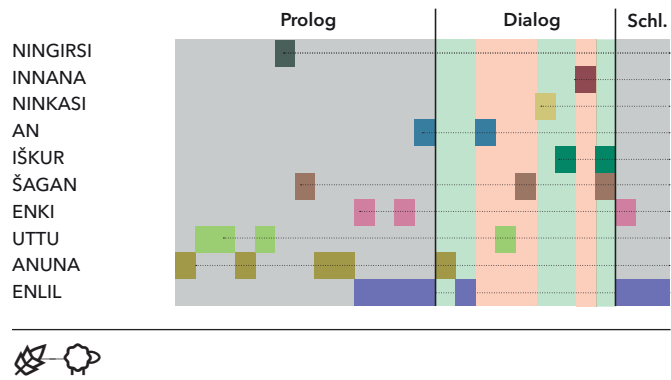 Prolog Dialog Schl.
NINGIRSI
INNANA
NINKASI
AN
IŠKUR
ŠAGAN
ENKI
UTTU
ANUNA
ENLIL